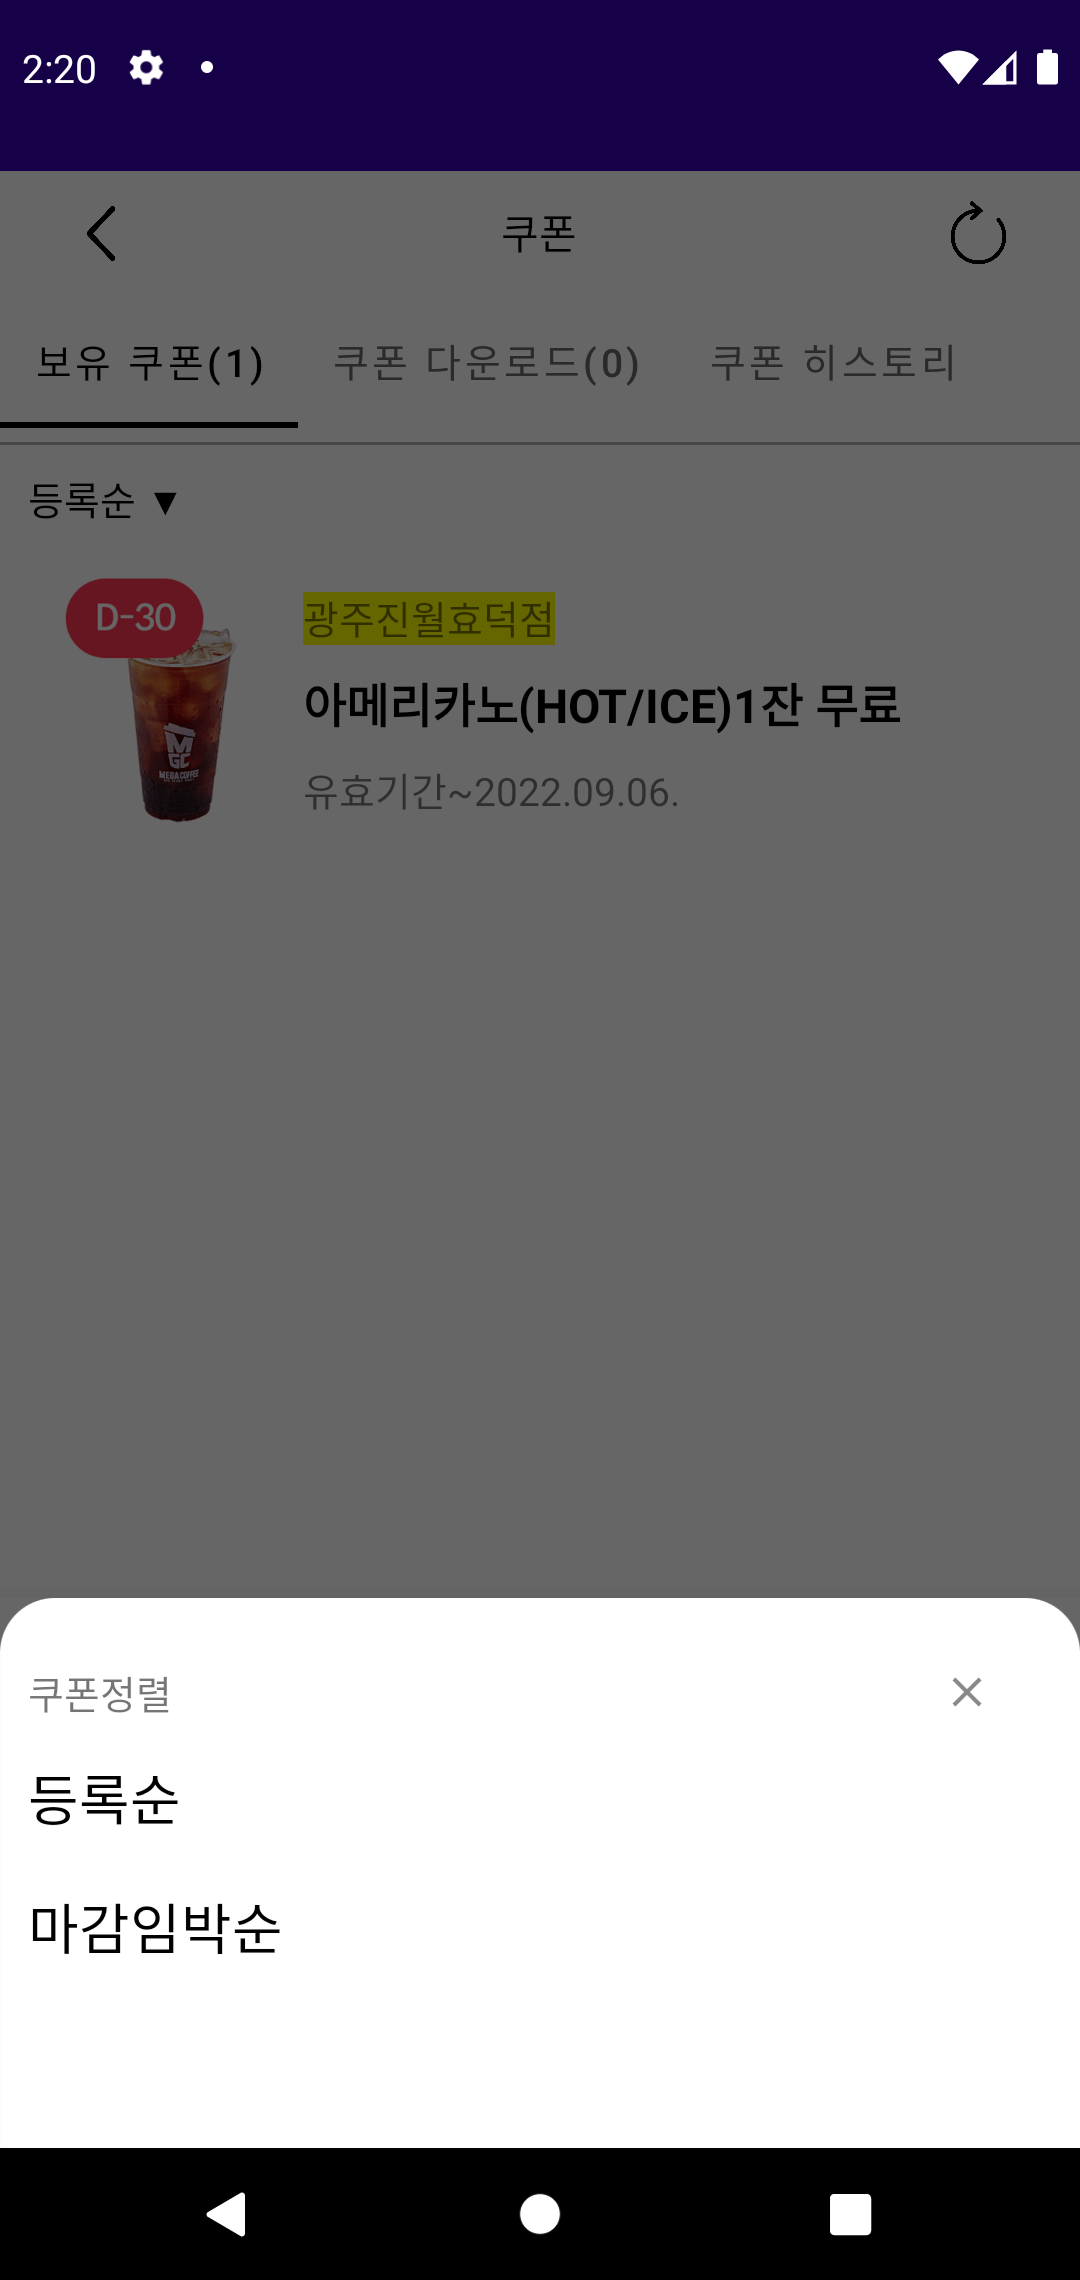 2:20
쿠폰
보유 쿠폰(1) 쿠폰 다운로드(0) 쿠폰 히스토리
등록순 ▼
D-30
광주진월효덕점
아메리카노(HOT/ICE)1잔 무료
유효기간~2022.09.06.
MGC
MEGA COFFEE
쿠폰정렬
등록순
마감임박순